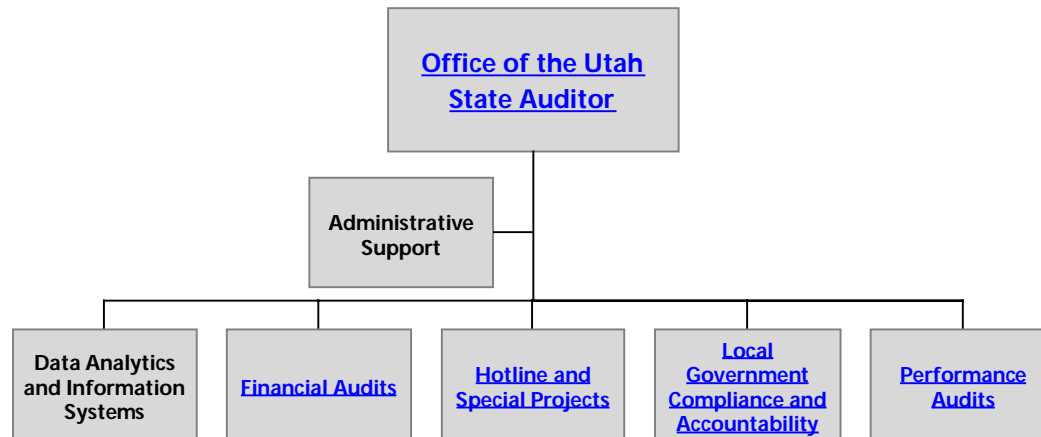 Office of the Utah
State Auditor
Administrative
Support
Data Analytics
and Information
Systems
Financial Audits
Hotline and
Special Projects
Local
Government
Compliance and
Accountability
Performance
Audits